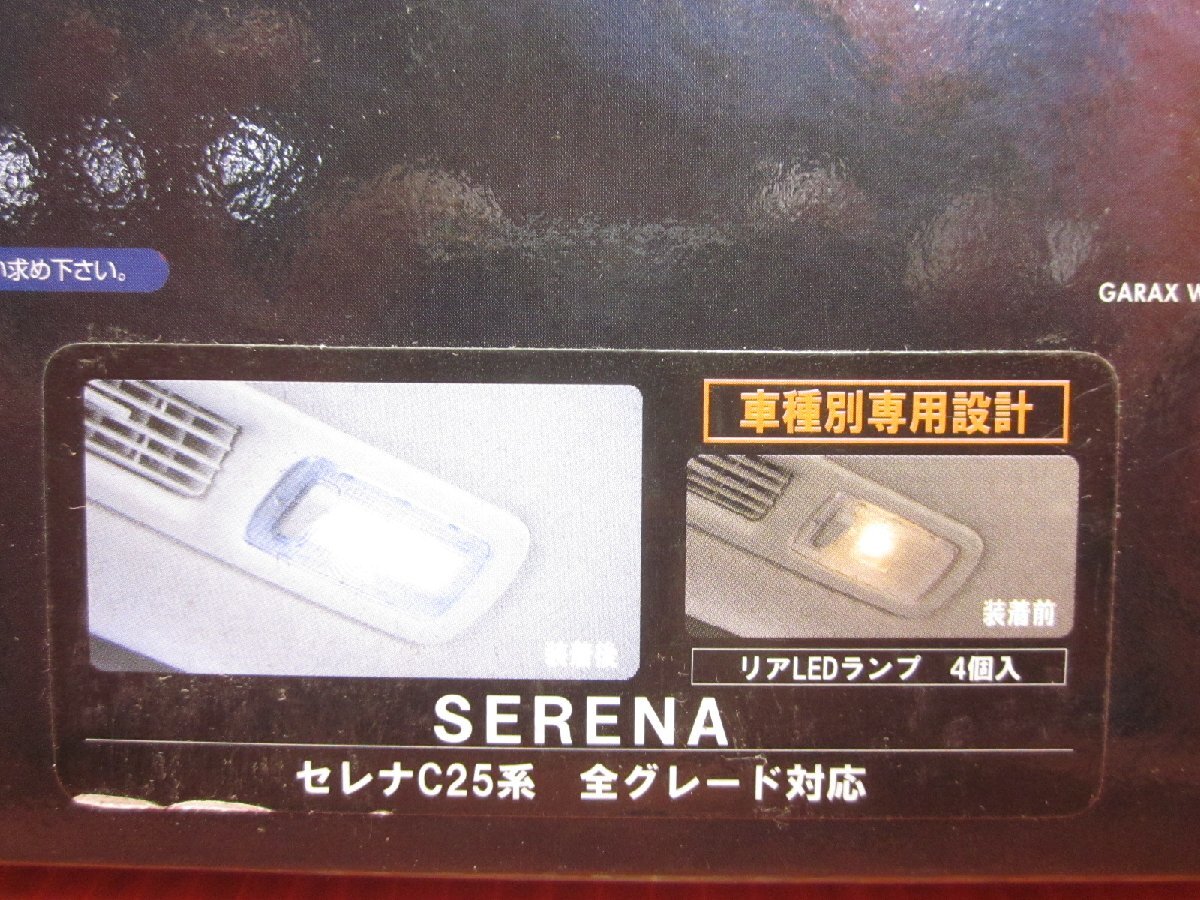 い求め下さい。
GARAX W
車種別専用設計
装着後
装着前
リアLEDランプ 4個入
SERENA
セレナC25系 全グレード対応